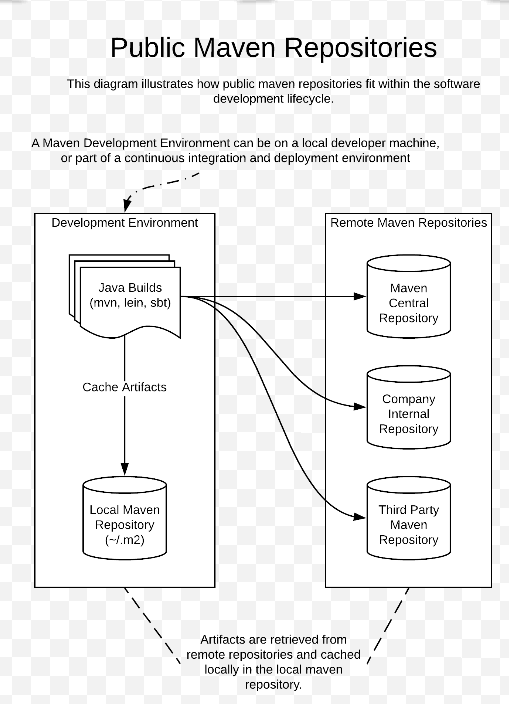 Public Maven Repositories
This diagram illustrates how public maven repositories fit within the software
development lifecycle.
A Maven Development Environment can be on a local developer machine,
or part of a continuous integration and deployment environment
Development Environment
Java Builds
(mvn, lein, sbt)
Cache Artifacts
Local Maven
Repository
(~/.m2)
Remote Maven Repositories
Maven
Central
Repository
Company
Internal
Repository
Third Party
Maven
Repository
Artifacts are retrieved from
remote repositories and cached
locally in the local maven
repository.